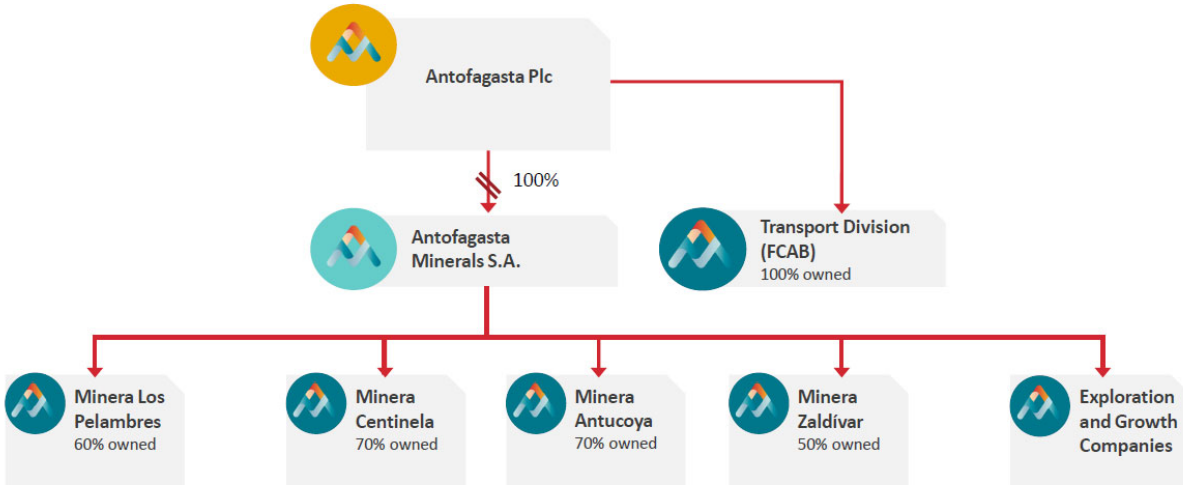 Antofagasta Plc
100%
Antofagasta
Minerals S.A.
Transport Division
(FCAB)
100% owned
Minera Los
Pelambres
60% owned
Minera
Centinela
70% owned
Minera
Antucoya
70% owned
Minera
Zaldívar
50% owned
Exploration
and Growth
Companies